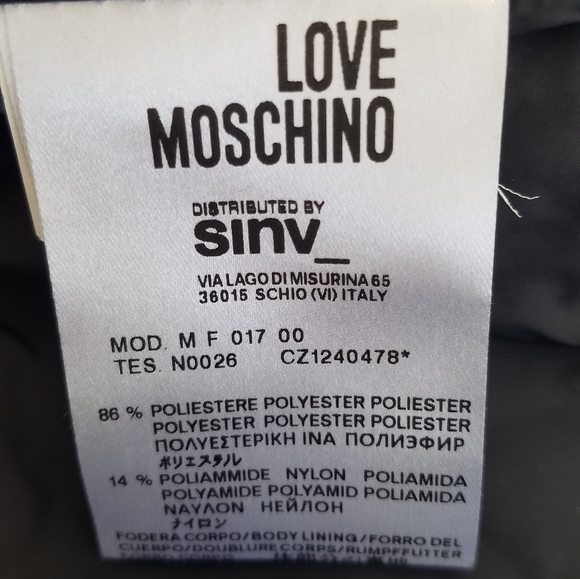 LOVE
MOSCHINO
DISTRIBUTED BY
sinv_
VIA LAGO DI MISURINA 65
36015 SCHIO (VI) ITALY
MOD. M F 017 00
TES. N0026 CZ1240478*
86 % POLIESTERE POLYESTER POLIESTER
POLYESTER POLYESTER POLIESTER
ΠΟΛΥΕΣΤΕΡΙΚΗ ΙΝΑ ПОЛИЭФИР
ポリエステル
14 % POLIAMMIDE NYLON POLIAMIDA
POLYAMIDE POLYAMID POLIAMIDA
ΝΑΥΛΟΝ НЕЙЛОН
ナイロン
FODERA CORPO/BODY LINING/FORRO DEL
CUERPO/DOUBLURE CORPS/RUMPFFUTTER
FORRO CORPO